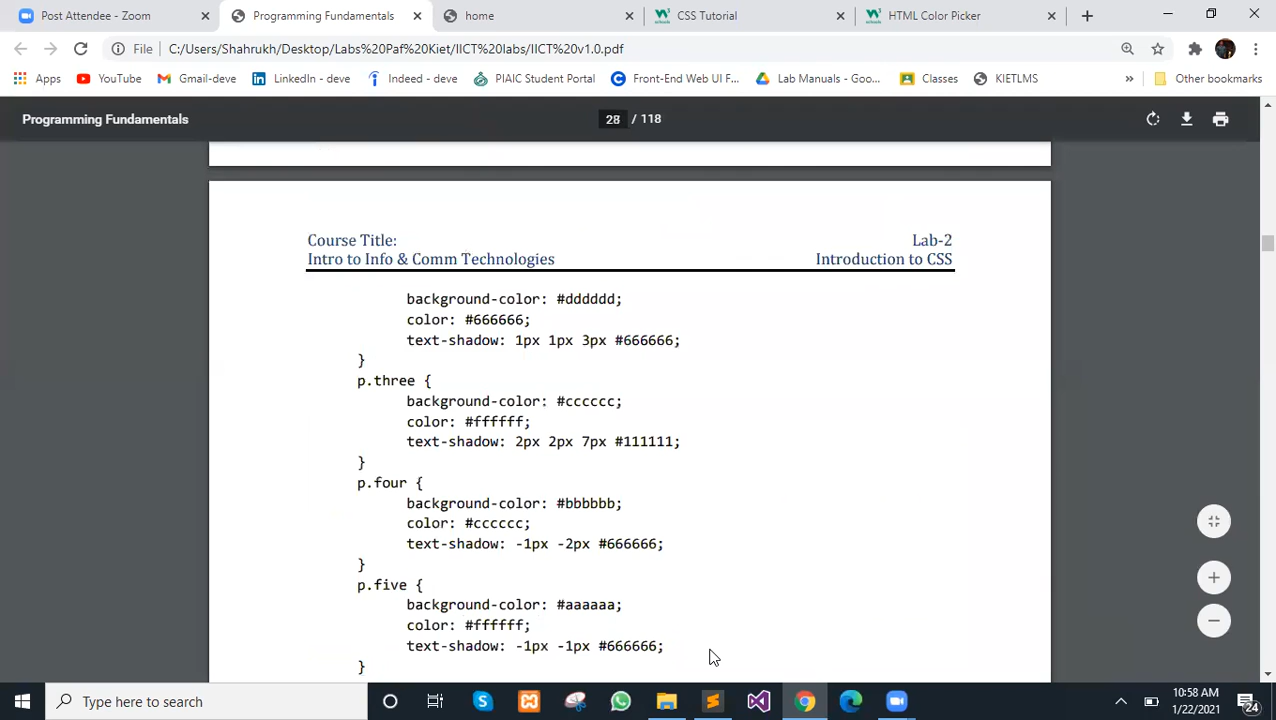 Post Attendee - Zoom
Programming Fundamentals
home
CSS Tutorial
HTML Color Picker
File
C:/Users/Shahrukh/Desktop/Labs%20Paf%20Kiet/IICT%20labs/IICT%20v1.0.pdf
Apps
YouTube
Gmail-deve
LinkedIn - deve
Indeed - deve
PIAIC Student Portal
Front-End Web UI F...
Lab Manuals - Goo...
Classes
KIETLMS
»
Other bookmarks
Programming Fundamentals
28 / 118
Course Title:
Lab-2
Intro to Info & Comm Technologies
Introduction to CSS
background-color: #dddddd;
color: #666666;
text-shadow: 1px 1px 3px #666666;
}
p.three {
background-color: #cccccc;
color: #ffffff;
text-shadow: 2px 2px 7px #111111;
}
p.four {
background-color: #bbbbbb;
color: #cccccc;
text-shadow: -1px -2px #666666;
}
p.five {
background-color: #aaaaaa;
color: #ffffff;
text-shadow: -1px -1px #666666;
}
Type here to search
10:58 AM
1/22/2021
24